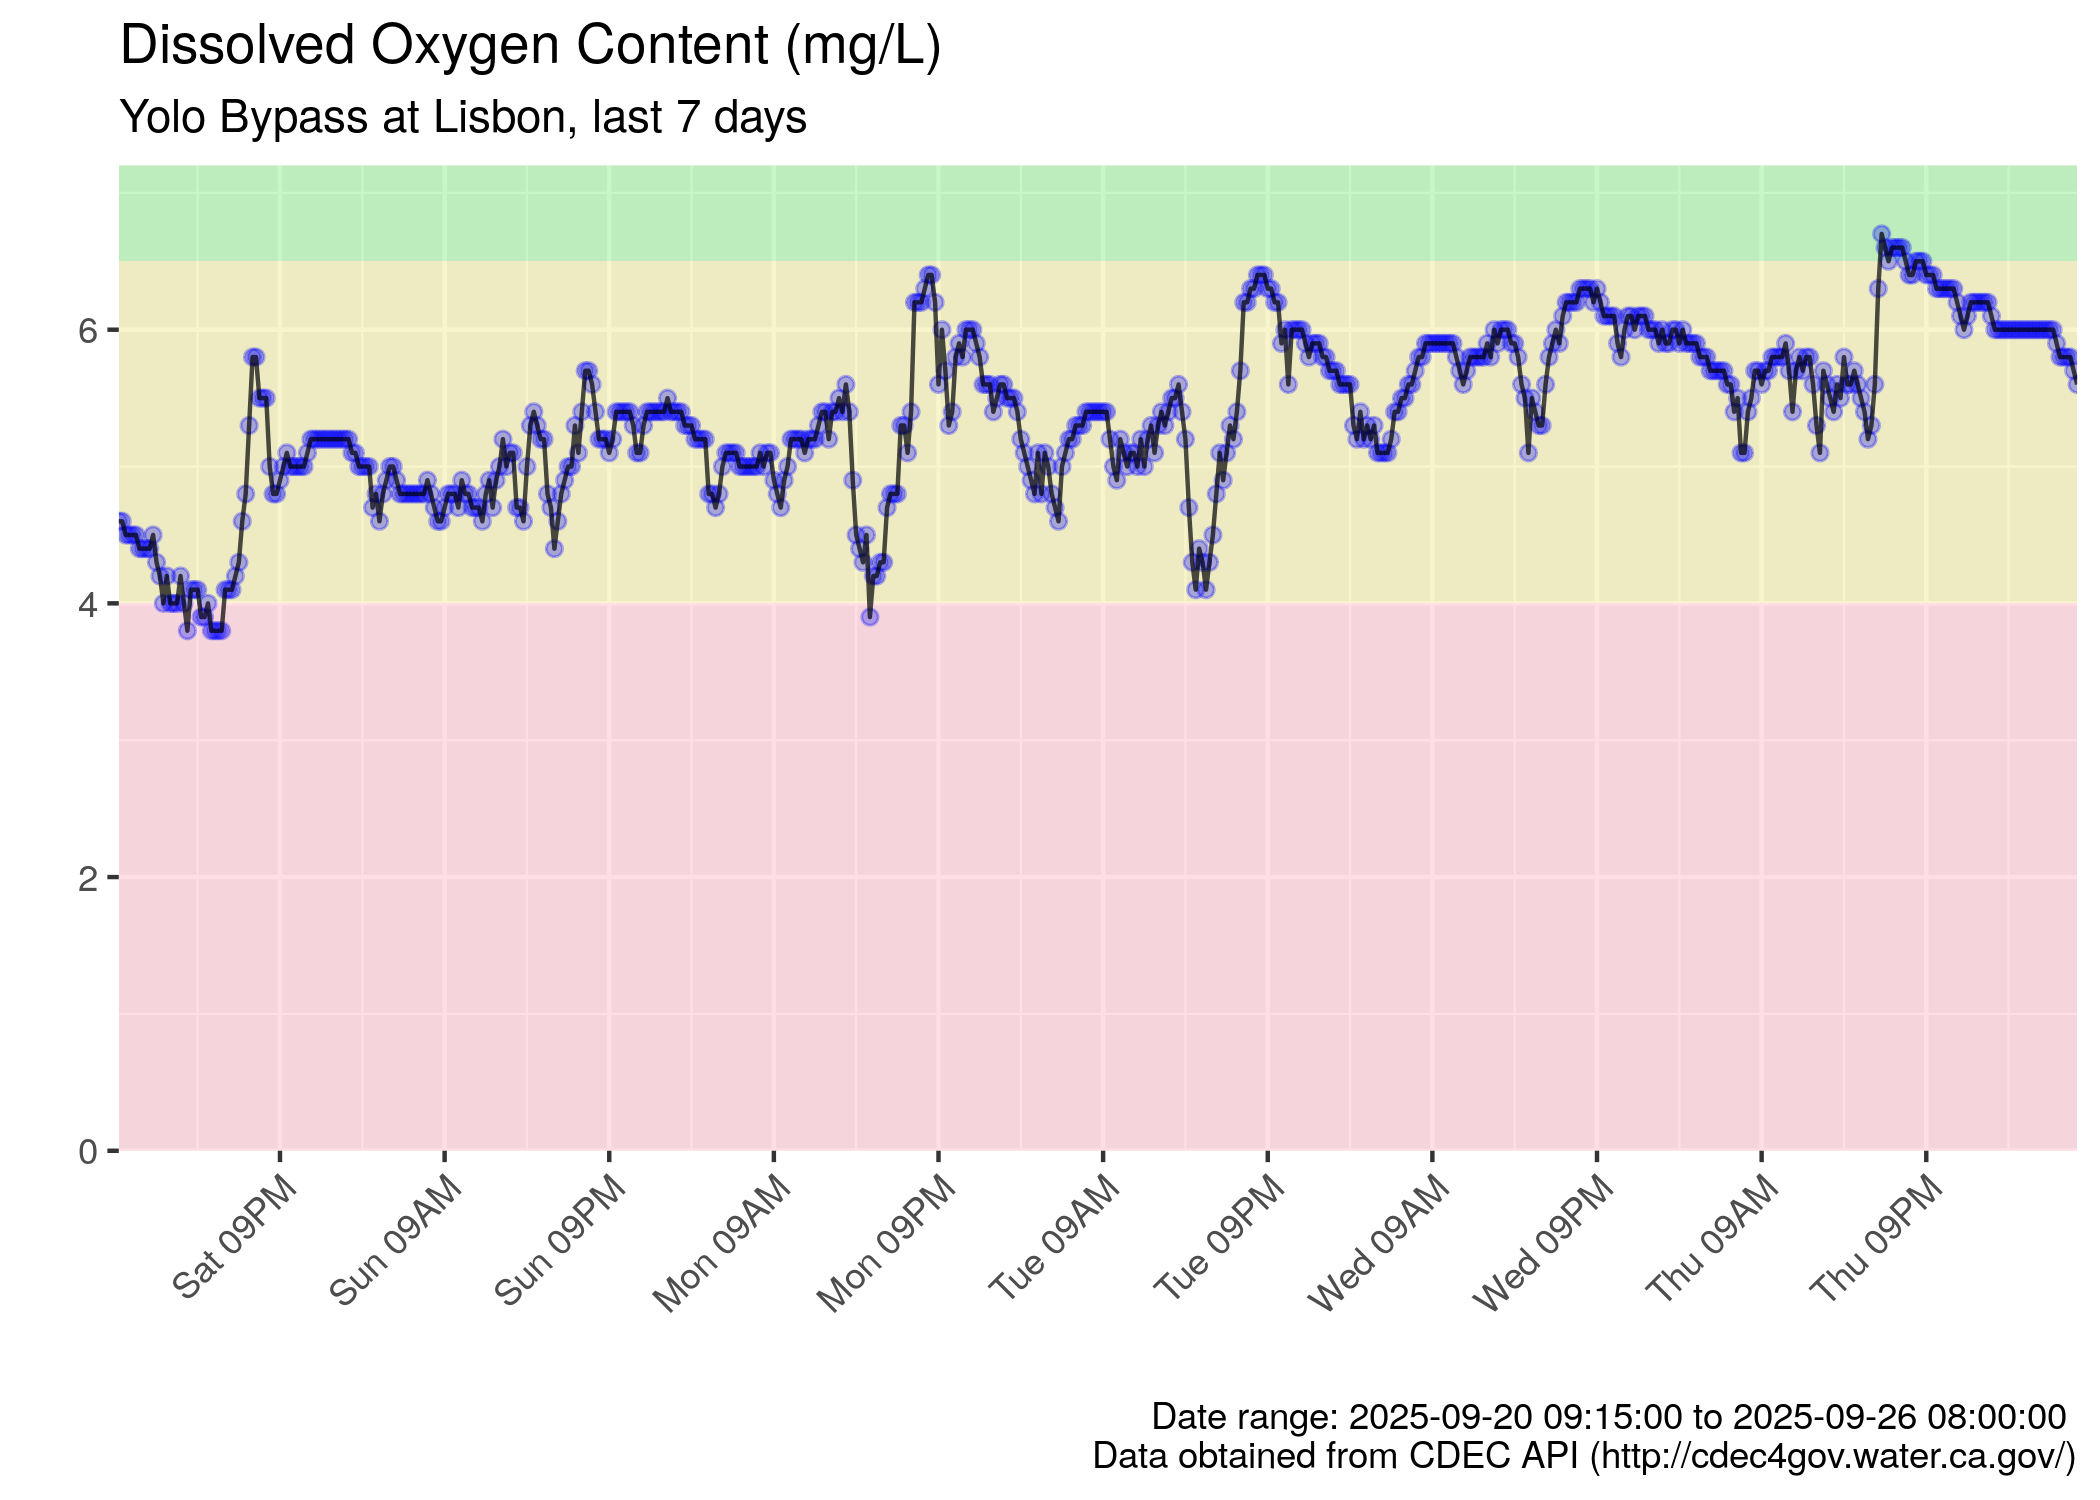 Dissolved Oxygen Content (mg/L)
Yolo Bypass at Lisbon, last 7 days
6
4
2
0
Sat 09PM
Sun 09AM
Sun 09PM
Mon 09AM
Mon 09PM
Tue 09AM
Tue 09PM
Wed 09AM
Wed 09PM
Thu 09AM
Thu 09PM
Date range: 2025-09-20 09:15:00 to 2025-09-26 08:00:00
Data obtained from CDEC API (http://cdec4gov.water.ca.gov/)